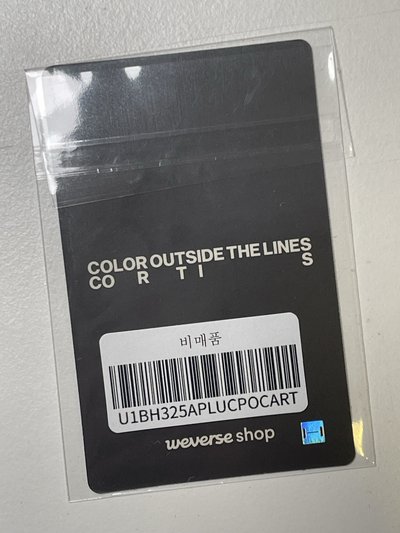 COLOR OUTSIDE THE LINES
CO R T I S
비매품
U1BH325APLUCPOCART
weverse shop